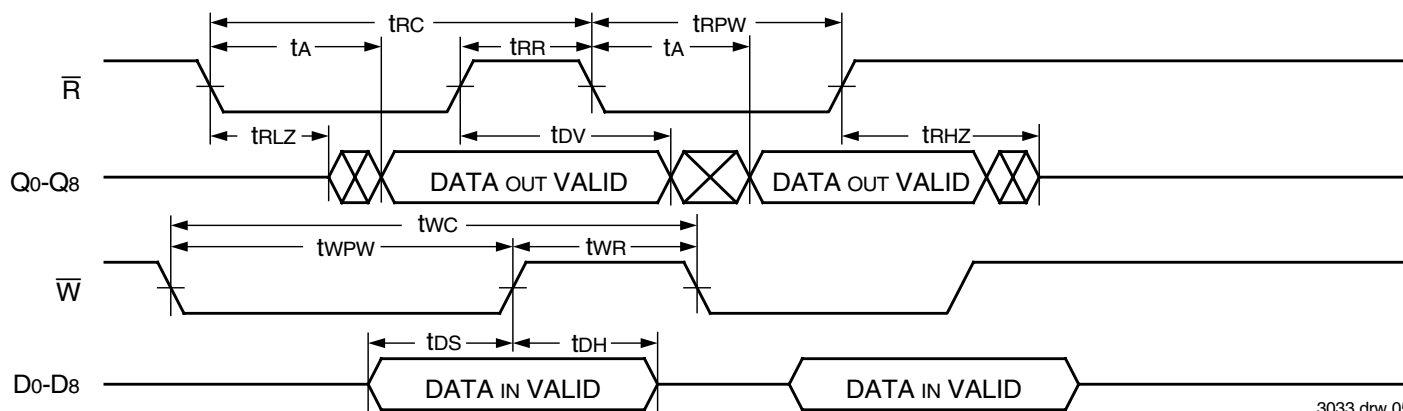 tRC tRPW
tA tRR tA
R̅
tRLZ tDV tRHZ
Q0-Q8 DATA OUT VALID DATA OUT VALID
tWC
tWPW tWR
W̅
tDS tDH
D0-D8 DATA IN VALID DATA IN VALID